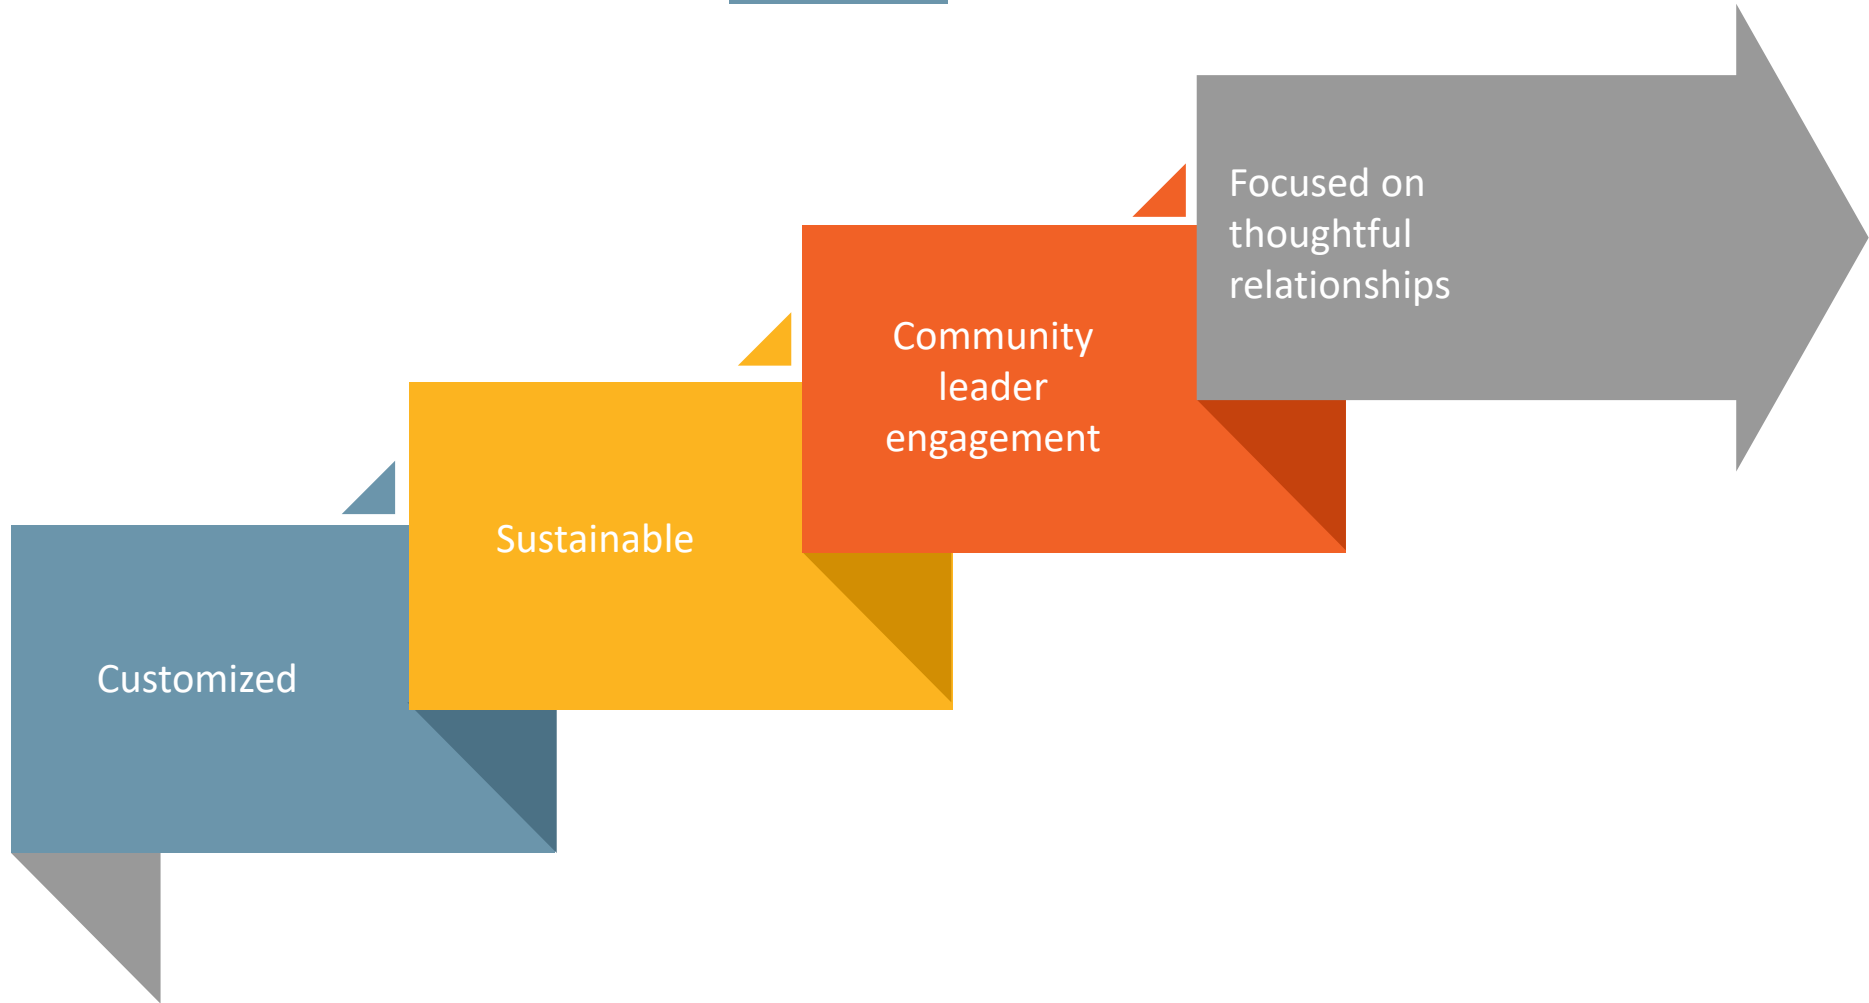 Customized
Sustainable
Community
leader
engagement
Focused on
thoughtful
relationships